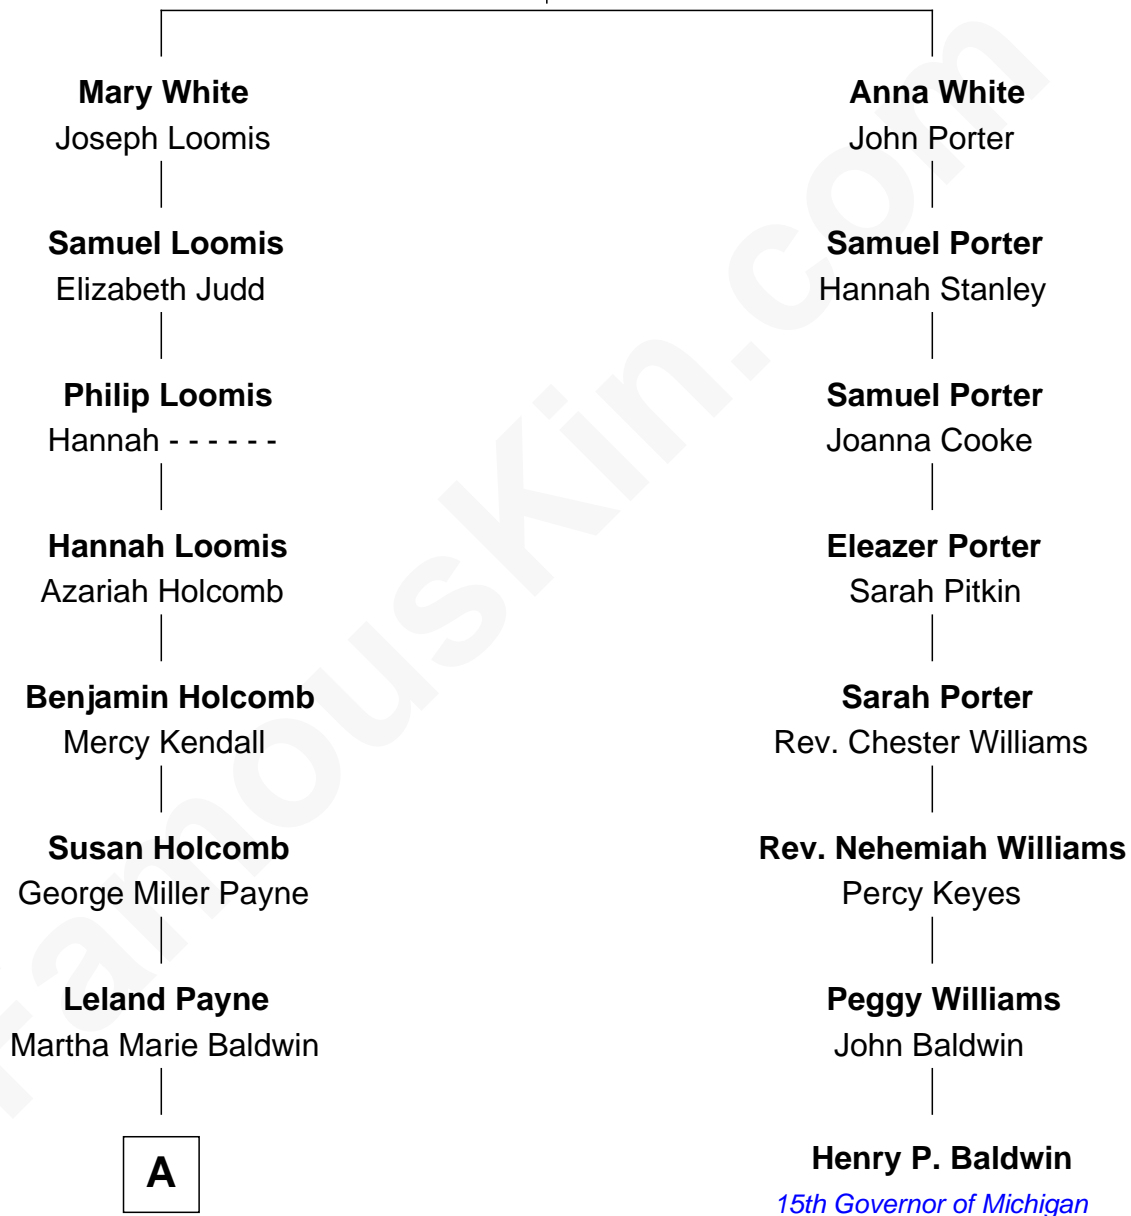 Mary White
Joseph Loomis
Samuel Loomis
Elizabeth Judd
Philip Loomis
Hannah - - - - - -
Hannah Loomis
Azariah Holcomb
Benjamin Holcomb
Mercy Kendall
Susan Holcomb
George Miller Payne
Leland Payne
Martha Marie Baldwin
A
Anna White
John Porter
Samuel Porter
Hannah Stanley
Samuel Porter
Joanna Cooke
Eleazer Porter
Sarah Pitkin
Sarah Porter
Rev. Chester Williams
Rev. Nehemiah Williams
Percy Keyes
Peggy Williams
John Baldwin
Henry P. Baldwin
15th Governor of Michigan
FamousKin.com